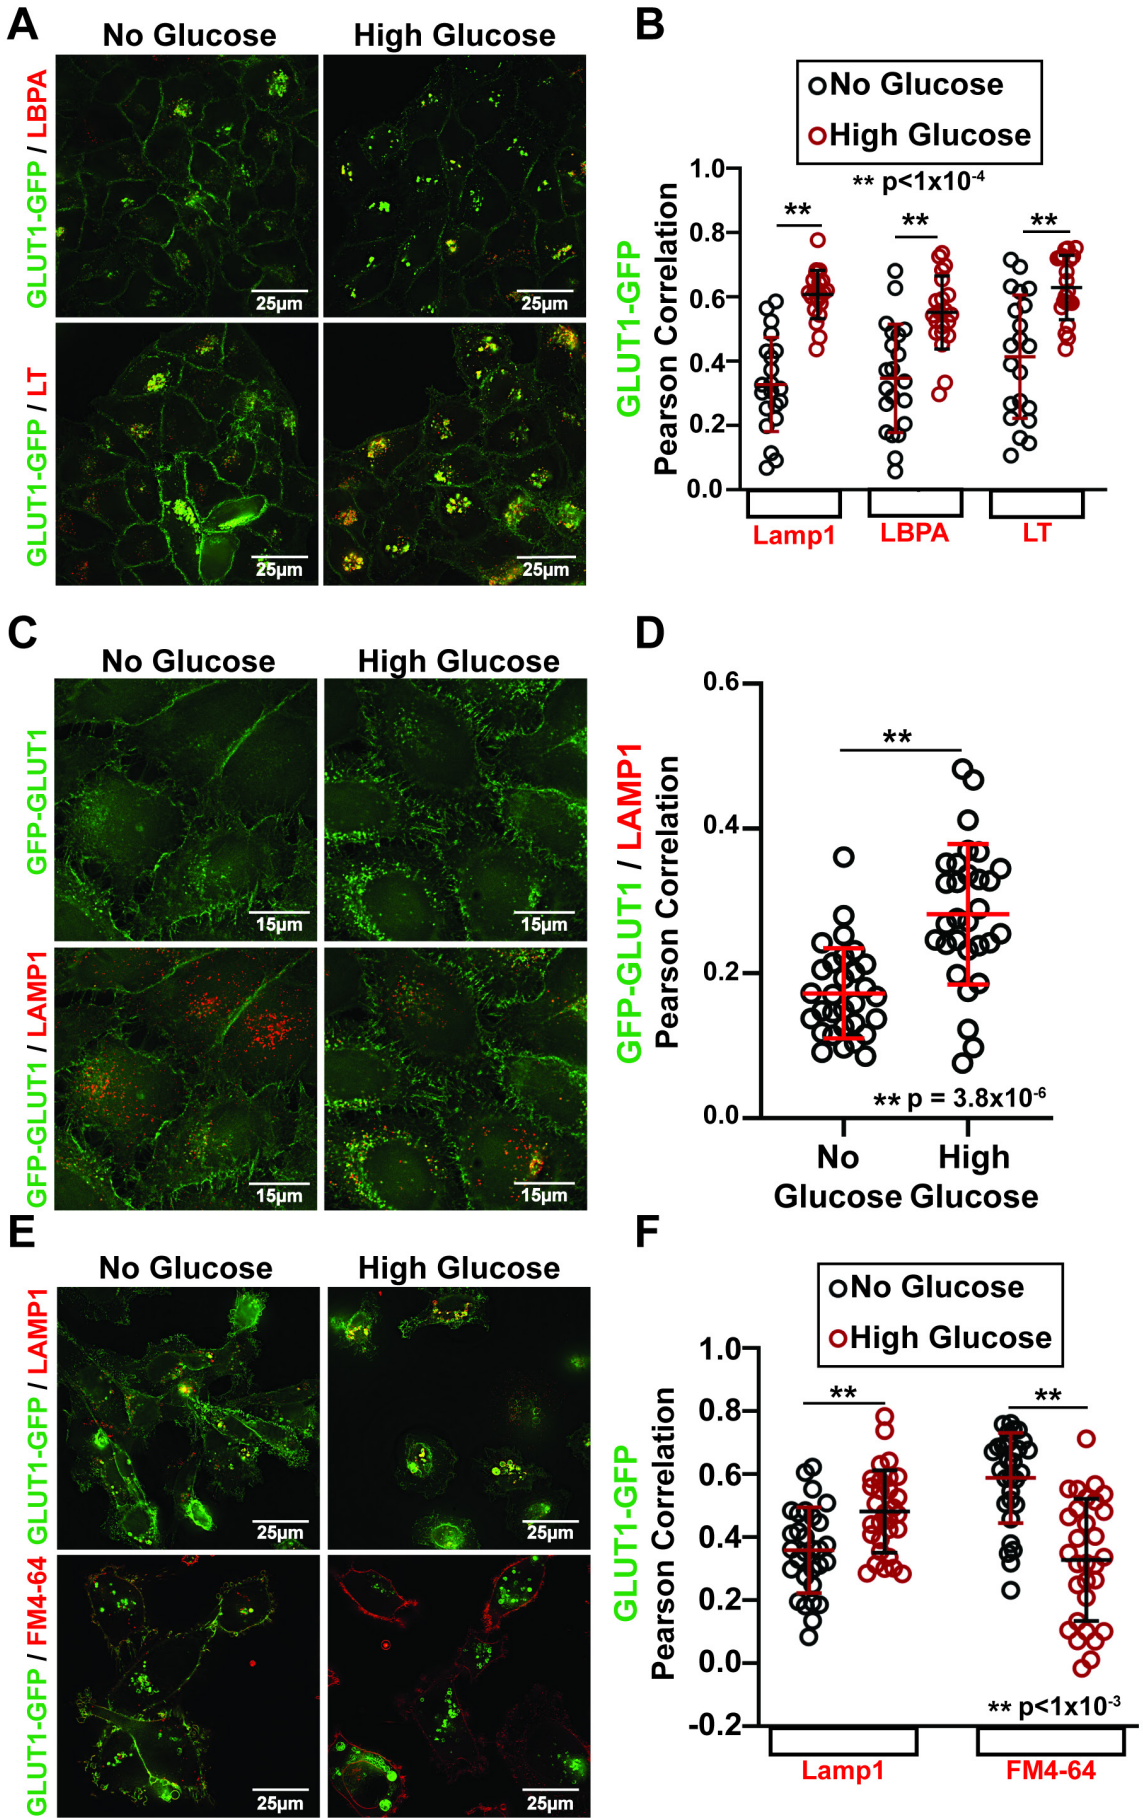 A
No Glucose
High Glucose
GLUT1-GFP / LBPA
25µm
25µm
GLUT1-GFP / LT
25µm
25µm
B
No Glucose
High Glucose
** p<1x10-4
GLUT1-GFP
Pearson Correlation
1.0
0.8
0.6
0.4
0.2
0.0
**
**
**
Lamp1
LBPA
LT
C
No Glucose
High Glucose
GFP-GLUT1
15µm
15µm
GFP-GLUT1 / LAMP1
15µm
15µm
D
GFP-GLUT1 / LAMP1
Pearson Correlation
0.6
0.4
0.2
0.0
**
** p = 3.8x10-6
No
Glucose
High
Glucose
E
No Glucose
High Glucose
GLUT1-GFP / LAMP1
25µm
25µm
GLUT1-GFP / FM4-64
25µm
25µm
F
No Glucose
High Glucose
GLUT1-GFP
Pearson Correlation
1.0
0.8
0.6
0.4
0.2
0.0
-0.2
**
**
** p<1x10-3
Lamp1
FM4-64